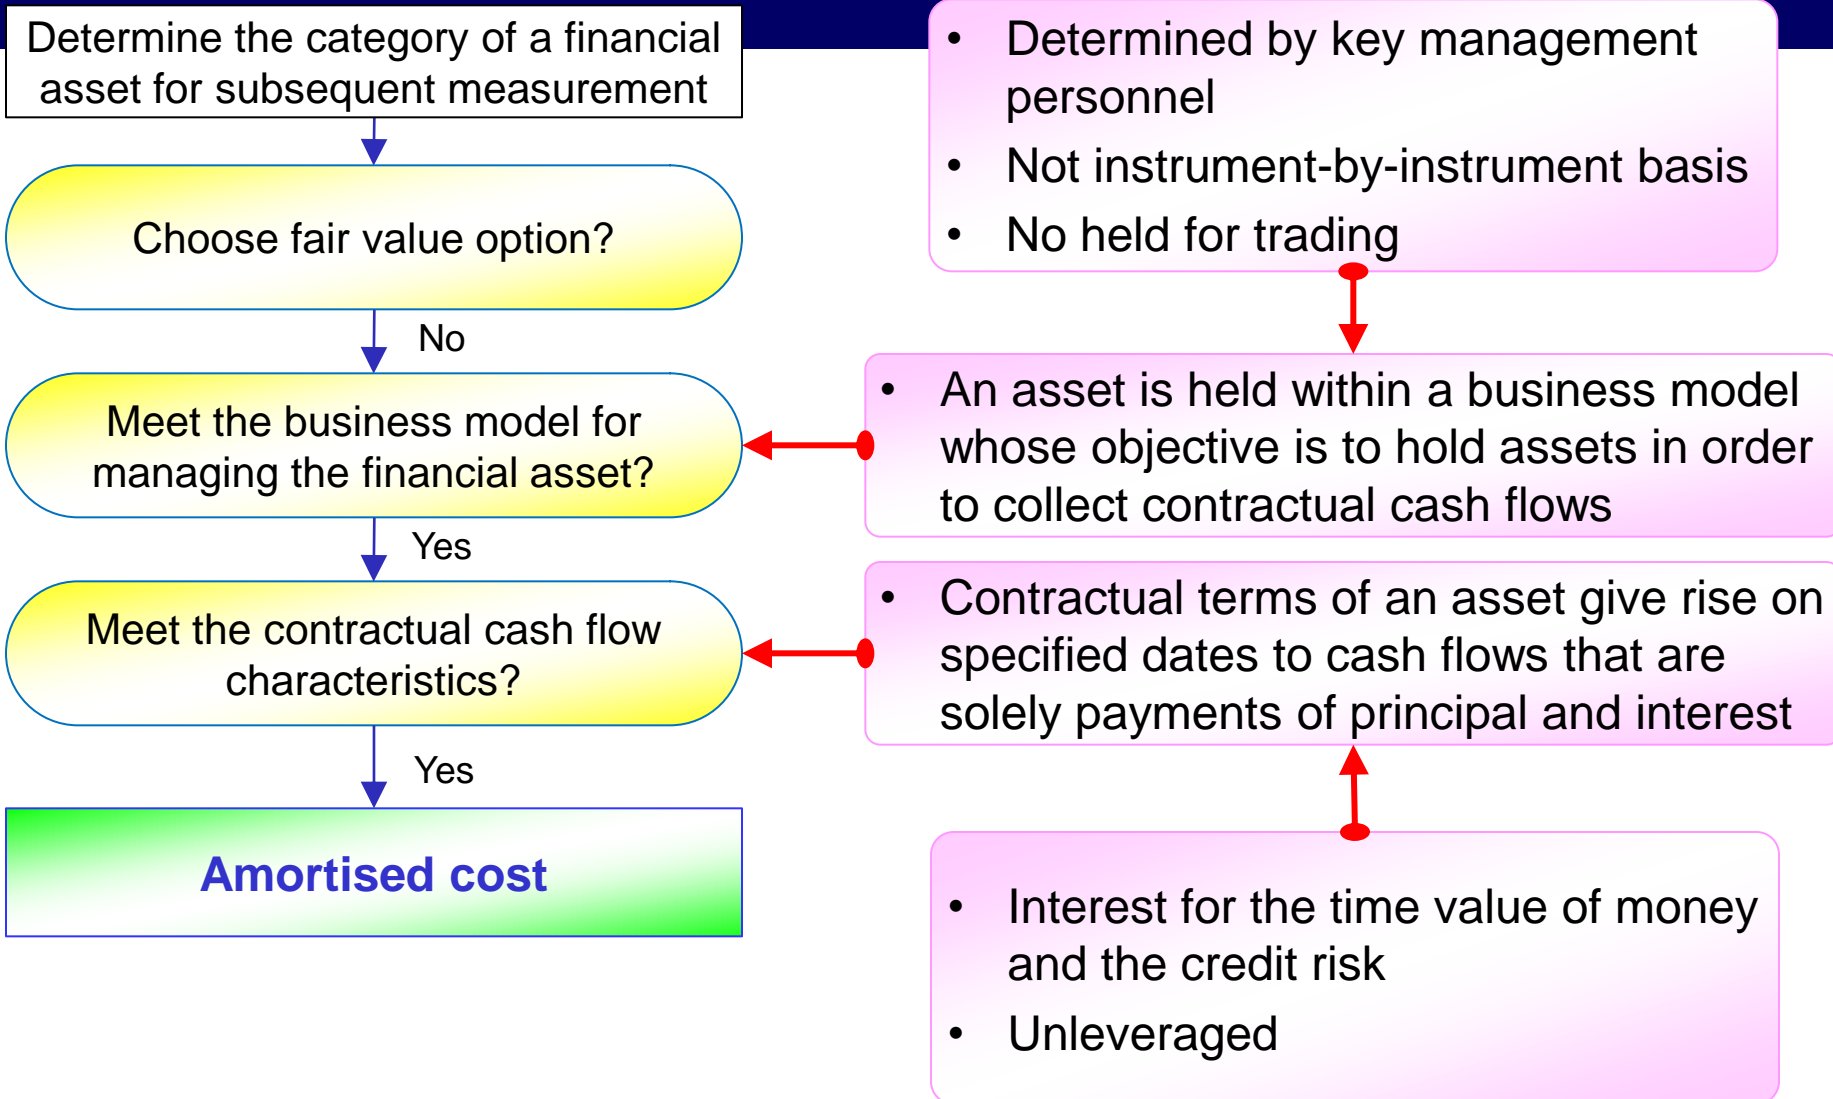 Determine the category of a financial
asset for subsequent measurement
Choose fair value option?
No
Meet the business model for
managing the financial asset?
Yes
Meet the contractual cash flow
characteristics?
Yes
Amortised cost
• Determined by key management
personnel
• Not instrument-by-instrument basis
• No held for trading
• An asset is held within a business model
whose objective is to hold assets in order
to collect contractual cash flows
• Contractual terms of an asset give rise on
specified dates to cash flows that are
solely payments of principal and interest
• Interest for the time value of money
and the credit risk
• Unleveraged